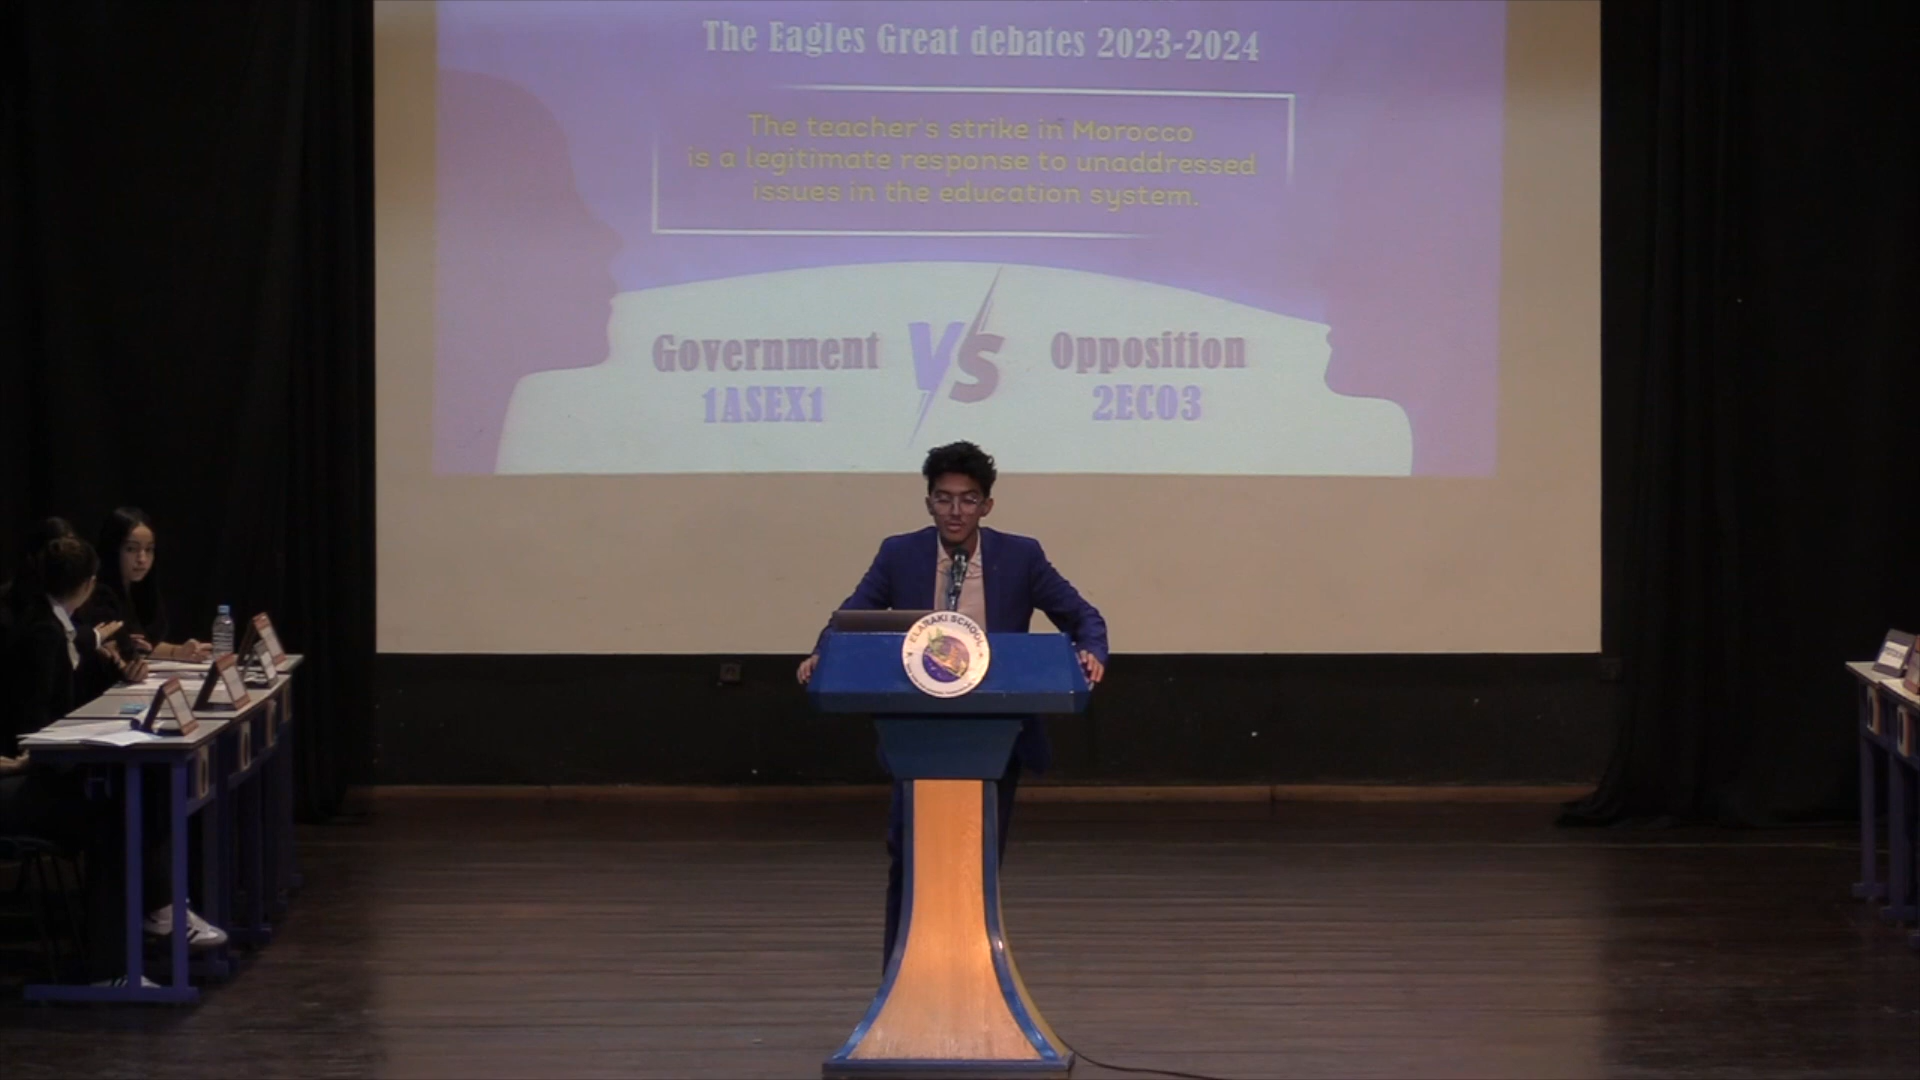 The Eagles Great debates 2023-2024
The teacher's strike in Morocco
is a legitimate response to unaddressed
issues in the education system.
Government VS Opposition
1ASEX1 2ECO3
ELARAKI SCHOOL